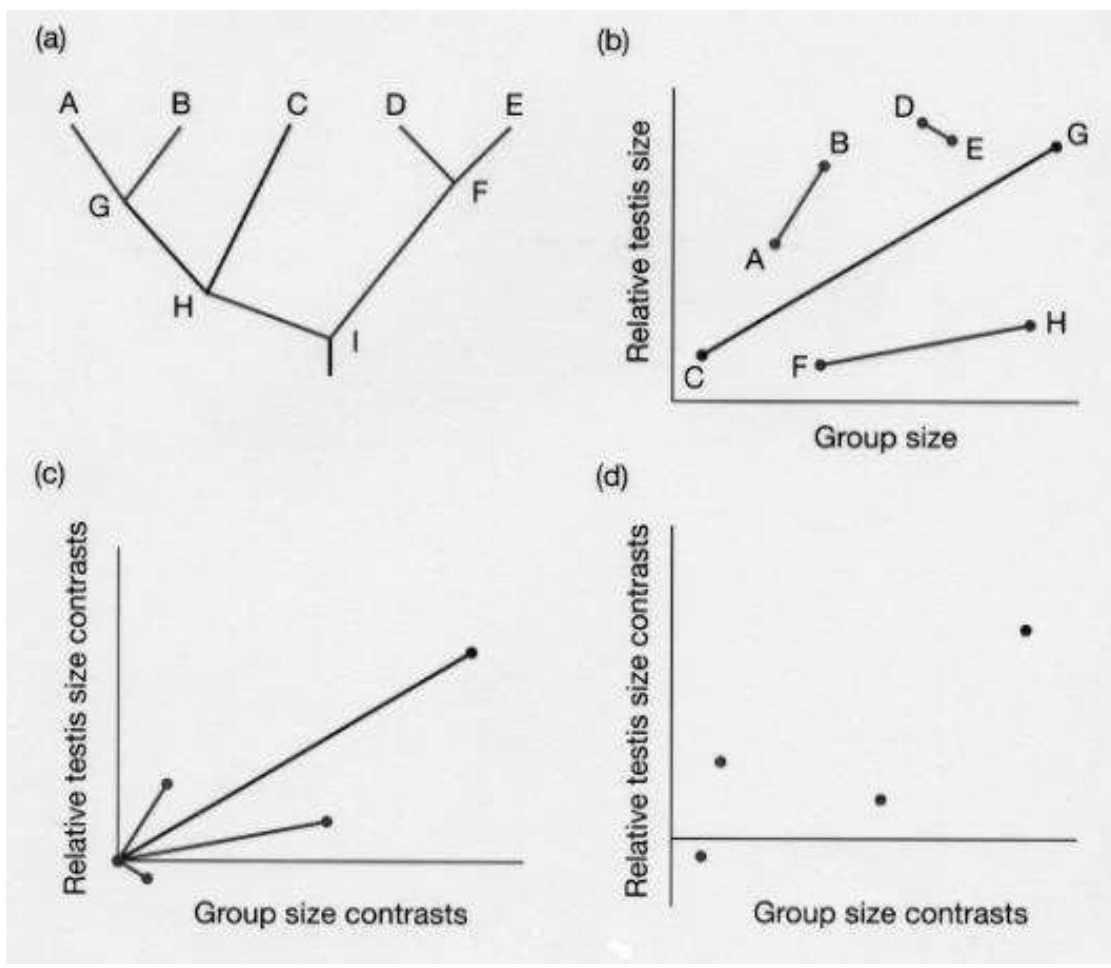 (a)
A B C D E
G F
H
I
(b)
Relative testis size
D
B E G
A
C F H
Group size
(c)
Relative testis size contrasts
Group size contrasts
(d)
Relative testis size contrasts
Group size contrasts